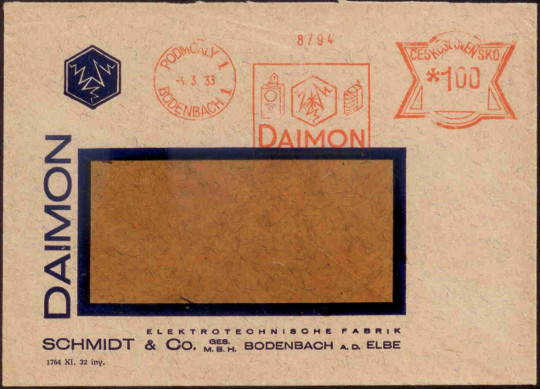 8794
PODMOKLY 1
-4.3.33
BODENBACH 1
DAIMON
ČESKOSLOVENSKO
*100
DAIMON
ELEKTROTECHNISCHE FABRIK
SCHMIDT & Co. GES. M.B.H. BODENBACH A.D. ELBE
1764 XI. 32 iny.